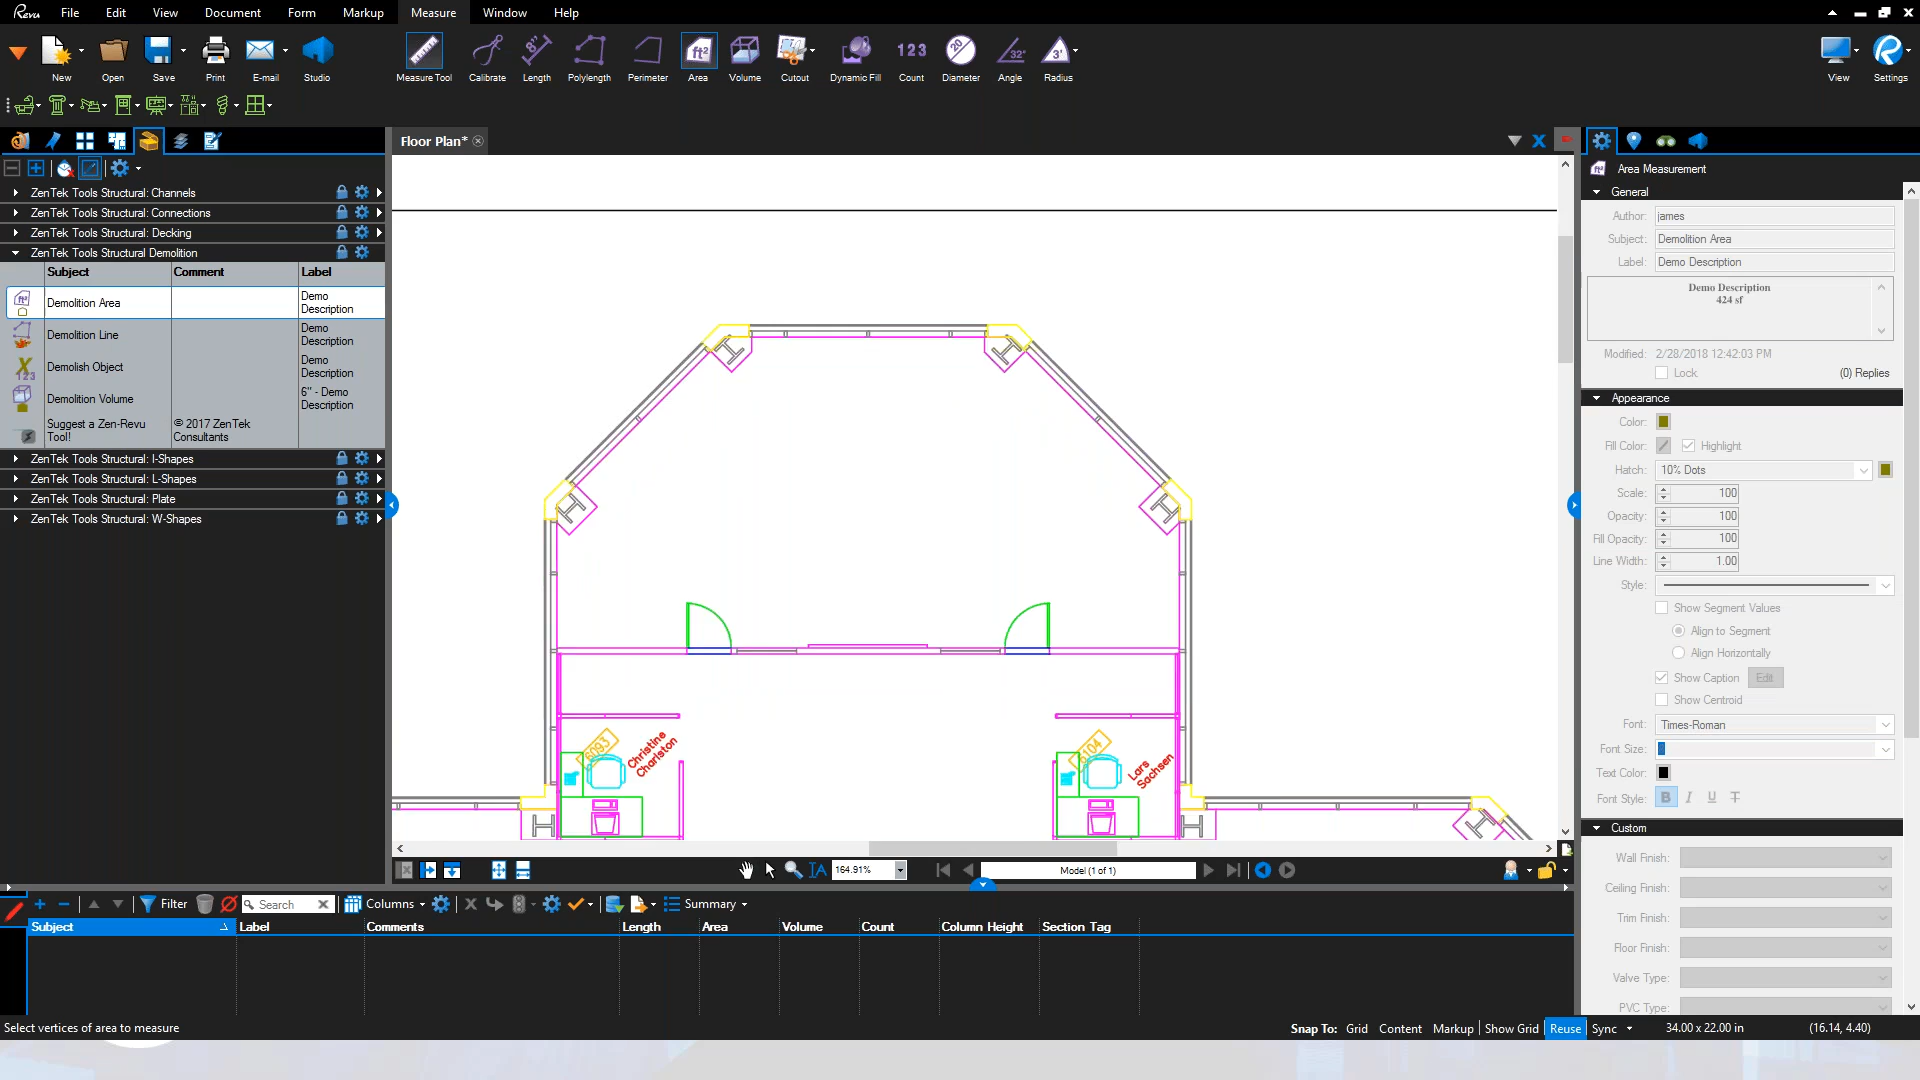 Revu File Edit View Document Form Markup Measure Window Help
New Open Save Print E-mail Studio Measure Tool Calibrate Length Polylength Perimeter Area Volume Cutout Dynamic Fill Count Diameter Angle Radius View Settings
Floor Plan*
Area Measurement
ZenTek Tools Structural: Channels
ZenTek Tools Structural: Connections
ZenTek Tools Structural: Decking
ZenTek Tools Structural Demolition
Subject Comment Label
Demolition Area Demo Description
Demolition Line Demo Description
Demolish Object Demo Description
Demolition Volume 6" - Demo Description
Suggest a Zen-Revu Tool! © 2017 ZenTek Consultants
ZenTek Tools Structural: I-Shapes
ZenTek Tools Structural: L-Shapes
ZenTek Tools Structural: Plate
ZenTek Tools Structural: W-Shapes
6093
Christine
Charlston
6104
Lars
Sachsen
General
Author: james
Subject: Demolition Area
Label: Demo Description
Demo Description
424 sf
Modified: 2/28/2018 12:42:03 PM
Lock (0) Replies
Appearance
Color:
Fill Color: Highlight
Hatch: 10% Dots
Scale: 100
Opacity: 100
Fill Opacity: 100
Line Width: 1.00
Style:
Show Segment Values
Align to Segment
Align Horizontally
Show Caption Edit
Show Centroid
Font: Times-Roman
Font Size:
Text Color:
Font Style: B I U T
Custom
Wall Finish:
Ceiling Finish:
Trim Finish:
Floor Finish:
Valve Type:
PVC Type:
164.91% Model (1 of 1)
Filter Search Columns Summary
Subject Label Comments Length Area Volume Count Column Height Section Tag
Select vertices of area to measure
Snap To: Grid Content Markup Show Grid Reuse Sync 34.00 x 22.00 in (16.14, 4.40)